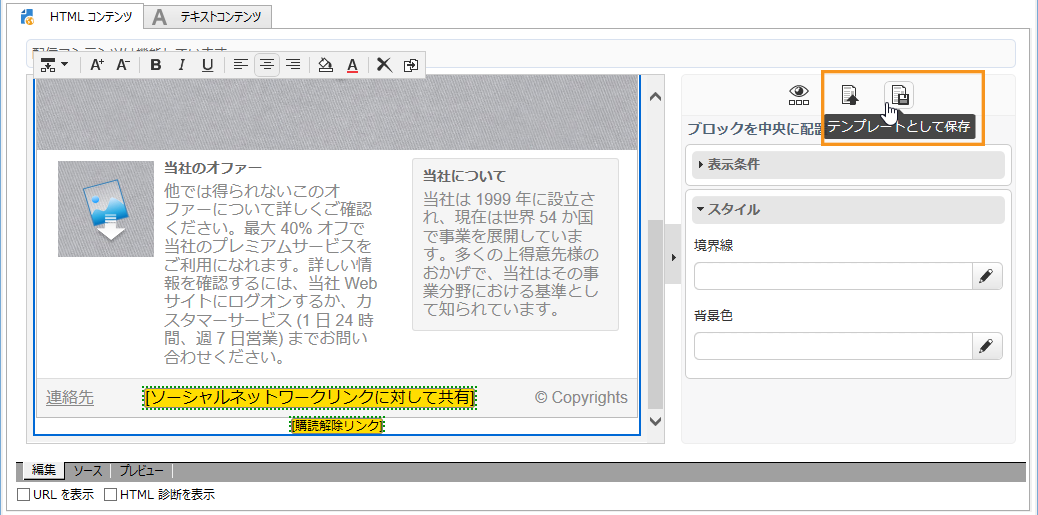 HTML コンテンツ
A テキストコンテンツ
配信コンテンツは機能しています
A+ A- B I U A
テンプレートとして保存
ブロックを中央に配置
表示条件
スタイル
境界線
背景色
当社のオファー
他では得られないこのオ
ファーについて詳しくご確認
ください。最大 40% オフで
当社のプレミアムサービスを
ご利用になれます。詳しい情
報を確認するには、当社 Web
サイトにログオンするか、カ
スタマーサービス (1 日 24 時
間、週 7 日営業) までお問い
合わせください。
当社について
当社は 1999 年に設立さ
れ、現在は世界 54 か国
で事業を展開していま
す。多くの上得意先様の
おかげで、当社はその事
業分野における基準とし
て知られています。
連絡先
[ソーシャルネットワークリンクに対して共有]
© Copyrights
[購読解除リンク]
編集 ソース プレビュー
URL を表示 HTML 診断を表示